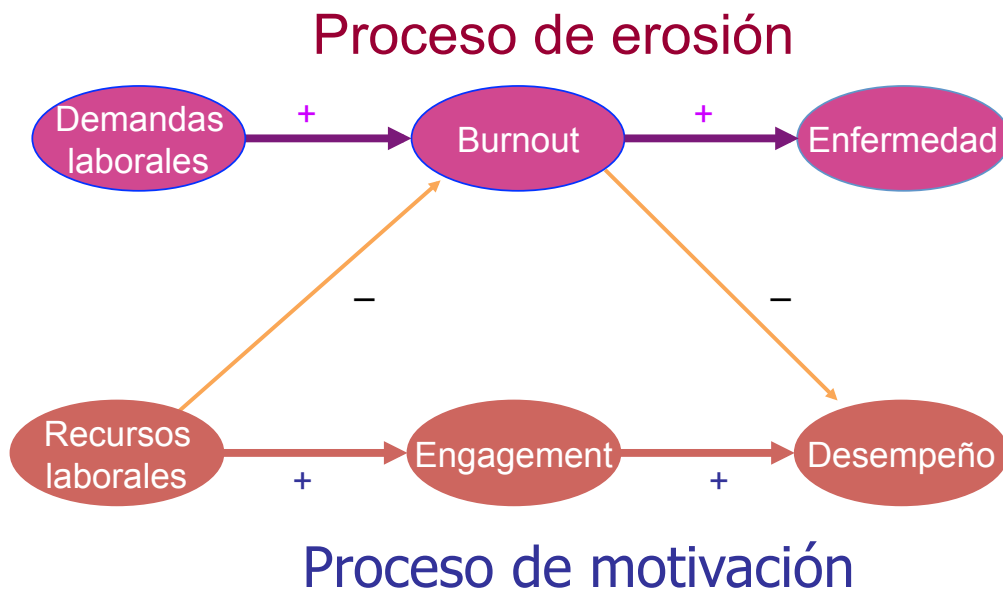 Proceso de erosión
+
+
Demandas
laborales
Burnout
Enfermedad
–
–
Recursos
laborales
Engagement
Desempeño
+
+
Proceso de motivación